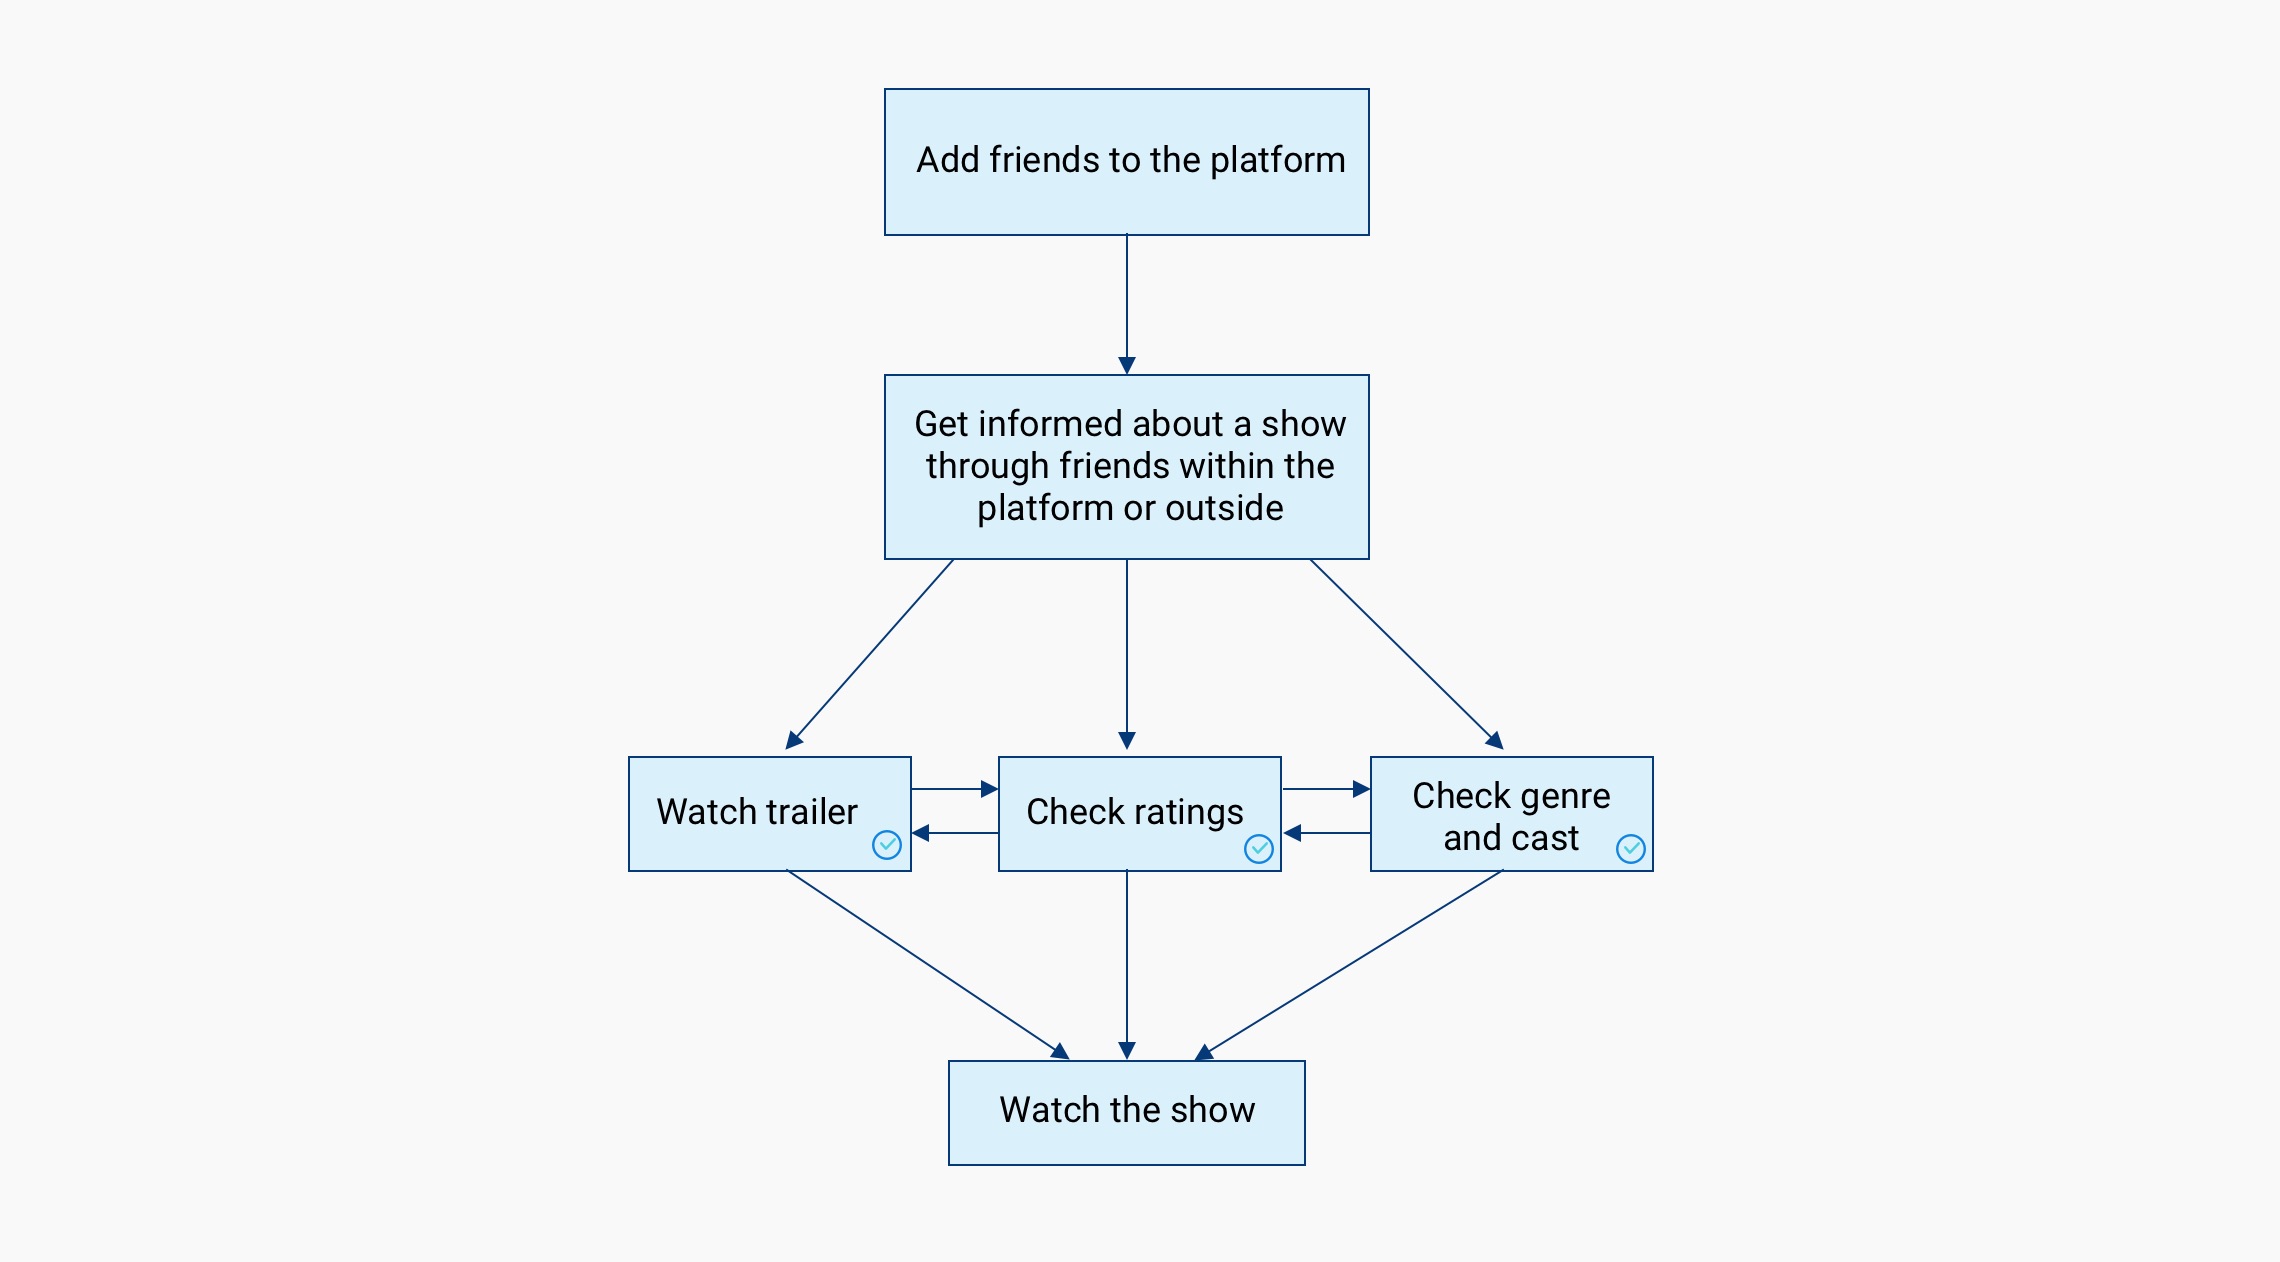 Add friends to the platform
Get informed about a show
through friends within the
platform or outside
Watch trailer
Check ratings
Check genre
and cast
Watch the show